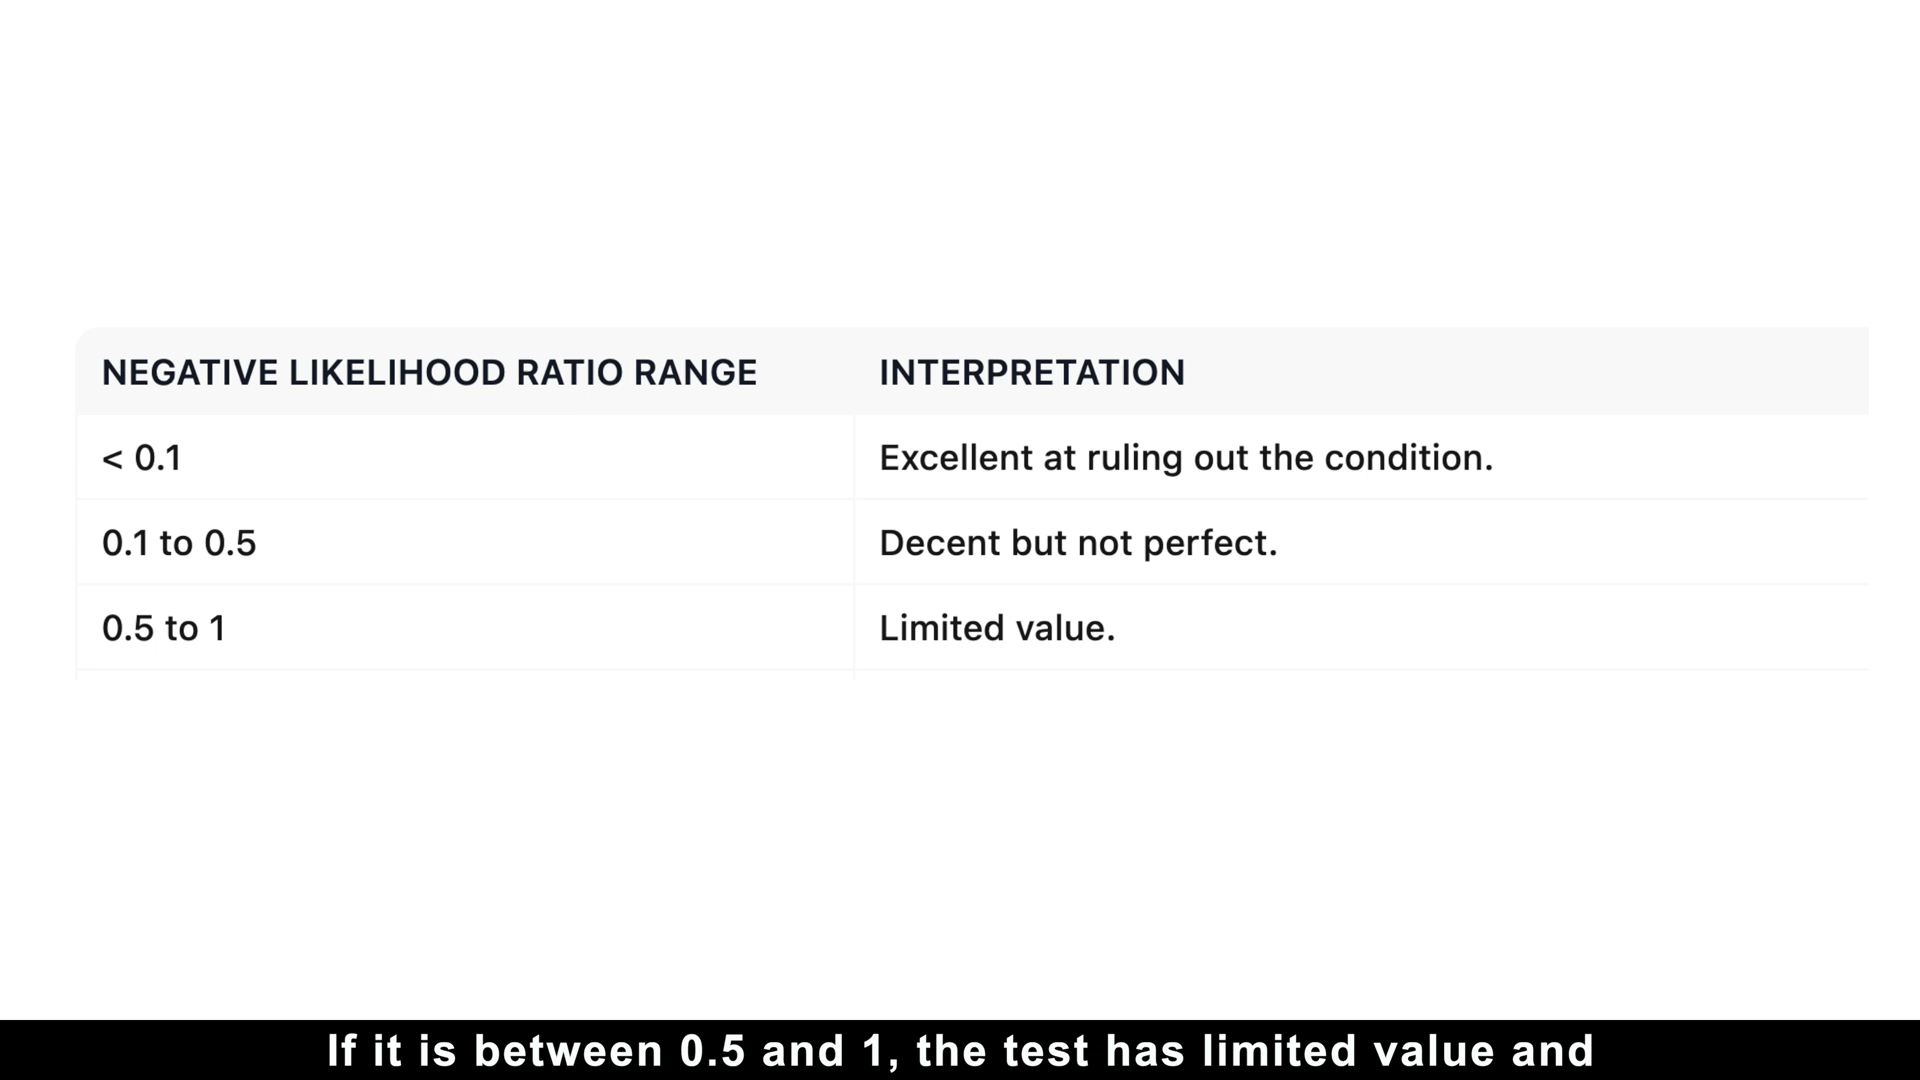 NEGATIVE LIKELIHOOD RATIO RANGE INTERPRETATION
< 0.1 Excellent at ruling out the condition.
0.1 to 0.5 Decent but not perfect.
0.5 to 1 Limited value.
If it is between 0.5 and 1, the test has limited value and